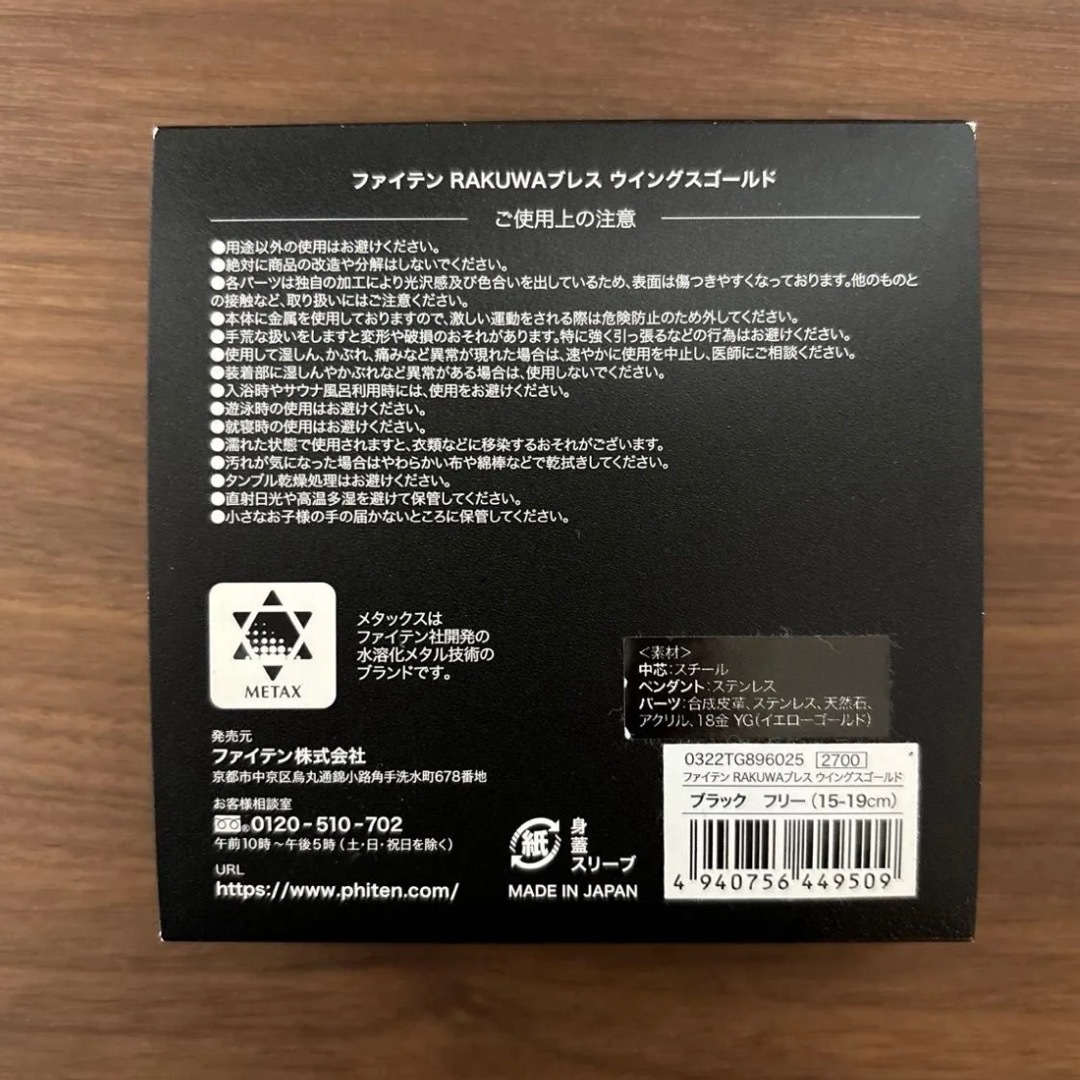 ファイテン RAKUWAブレス ウイングスゴールド
ご使用上の注意
●用途以外の使用はお避けください。
●絶対に商品の改造や分解はしないでください。
●各パーツは独自の加工により光沢感及び色合いを出しているため、表面は傷つきやすくなっております。他のものと
の接触など、取り扱いにはご注意ください。
●本体に金属を使用しておりますので、激しい運動をされる際は危険防止のため外してください。
●手荒な扱いをしますと変形や破損のおそれがあります。特に強く引っ張るなどの行為はお避けください。
●使用して湿しん、かぶれ、痛みなど異常が現れた場合は、速やかに使用を中止し、医師にご相談ください。
●装着部に湿しんやかぶれなど異常がある場合は、使用しないでください。
●入浴時やサウナ風呂利用時には、使用をお避けください。
●遊泳時の使用はお避けください。
●就寝時の使用はお避けください。
●濡れた状態で使用されますと、衣類などに移染するおそれがございます。
●汚れが気になった場合はやわらかい布や綿棒などで乾拭きしてください。
●タンブル乾燥処理はお避けください。
●直射日光や高温多湿を避けて保管してください。
●小さなお子様の手の届かないところに保管してください。
METAX
メタックスは
ファイテン社開発の
水溶化メタル技術の
ブランドです。
発売元
ファイテン株式会社
京都市中京区烏丸通錦小路角手洗水町678番地
お客様相談室
®0120-510-702
午前10時～午後5時(土・日・祝日を除く)
URL
https://www.phiten.com/
紙
身
蓋
スリーブ
MADE IN JAPAN
<素材>
中芯:スチール
ペンダント:ステンレス
パーツ:合成皮革、ステンレス、天然石、
アクリル、18金 YG(イエローゴールド)
0322TG896025 2700
ファイテン RAKUWAブレス ウイングスゴールド
ブラック フリー(15-19cm)
4 940756 449509